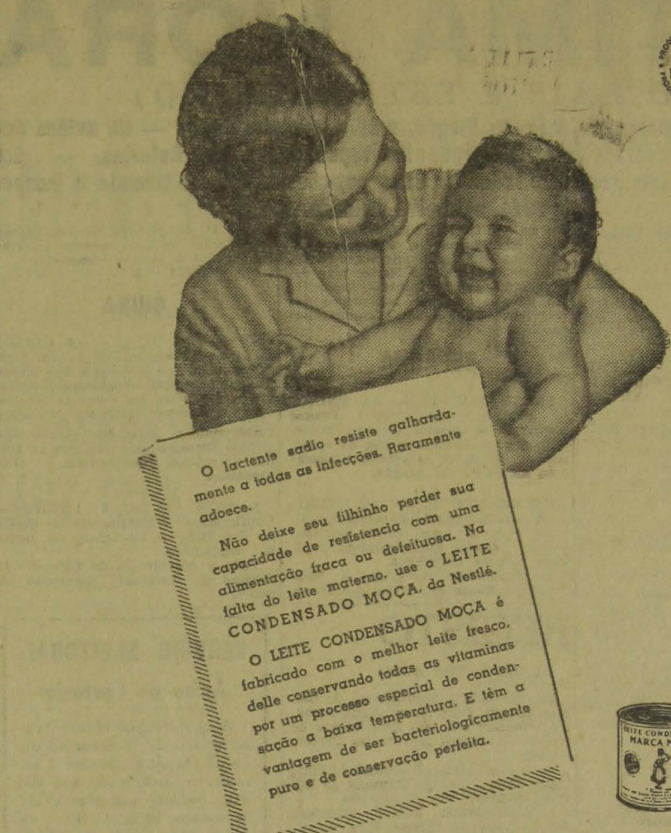 O lactente sadio resiste galharda-
mente a todas as infecções. Raramente
adoece.
Não deixe seu filhinho perder sua
capacidade de resistencia com uma
alimentação fraca ou defeituosa. Na
falta do leite materno, use o LEITE
CONDENSADO MOÇA, da Nestlé.
O LEITE CONDENSADO MOÇA é
fabricado com o melhor leite fresco,
delle conservando todas as vitaminas
por um processo especial de conden-
sação a baixa temperatura. E têm a
vantagem de ser bacteriologicamente
puro e de conservação perfeita.
LEITE
MARCA